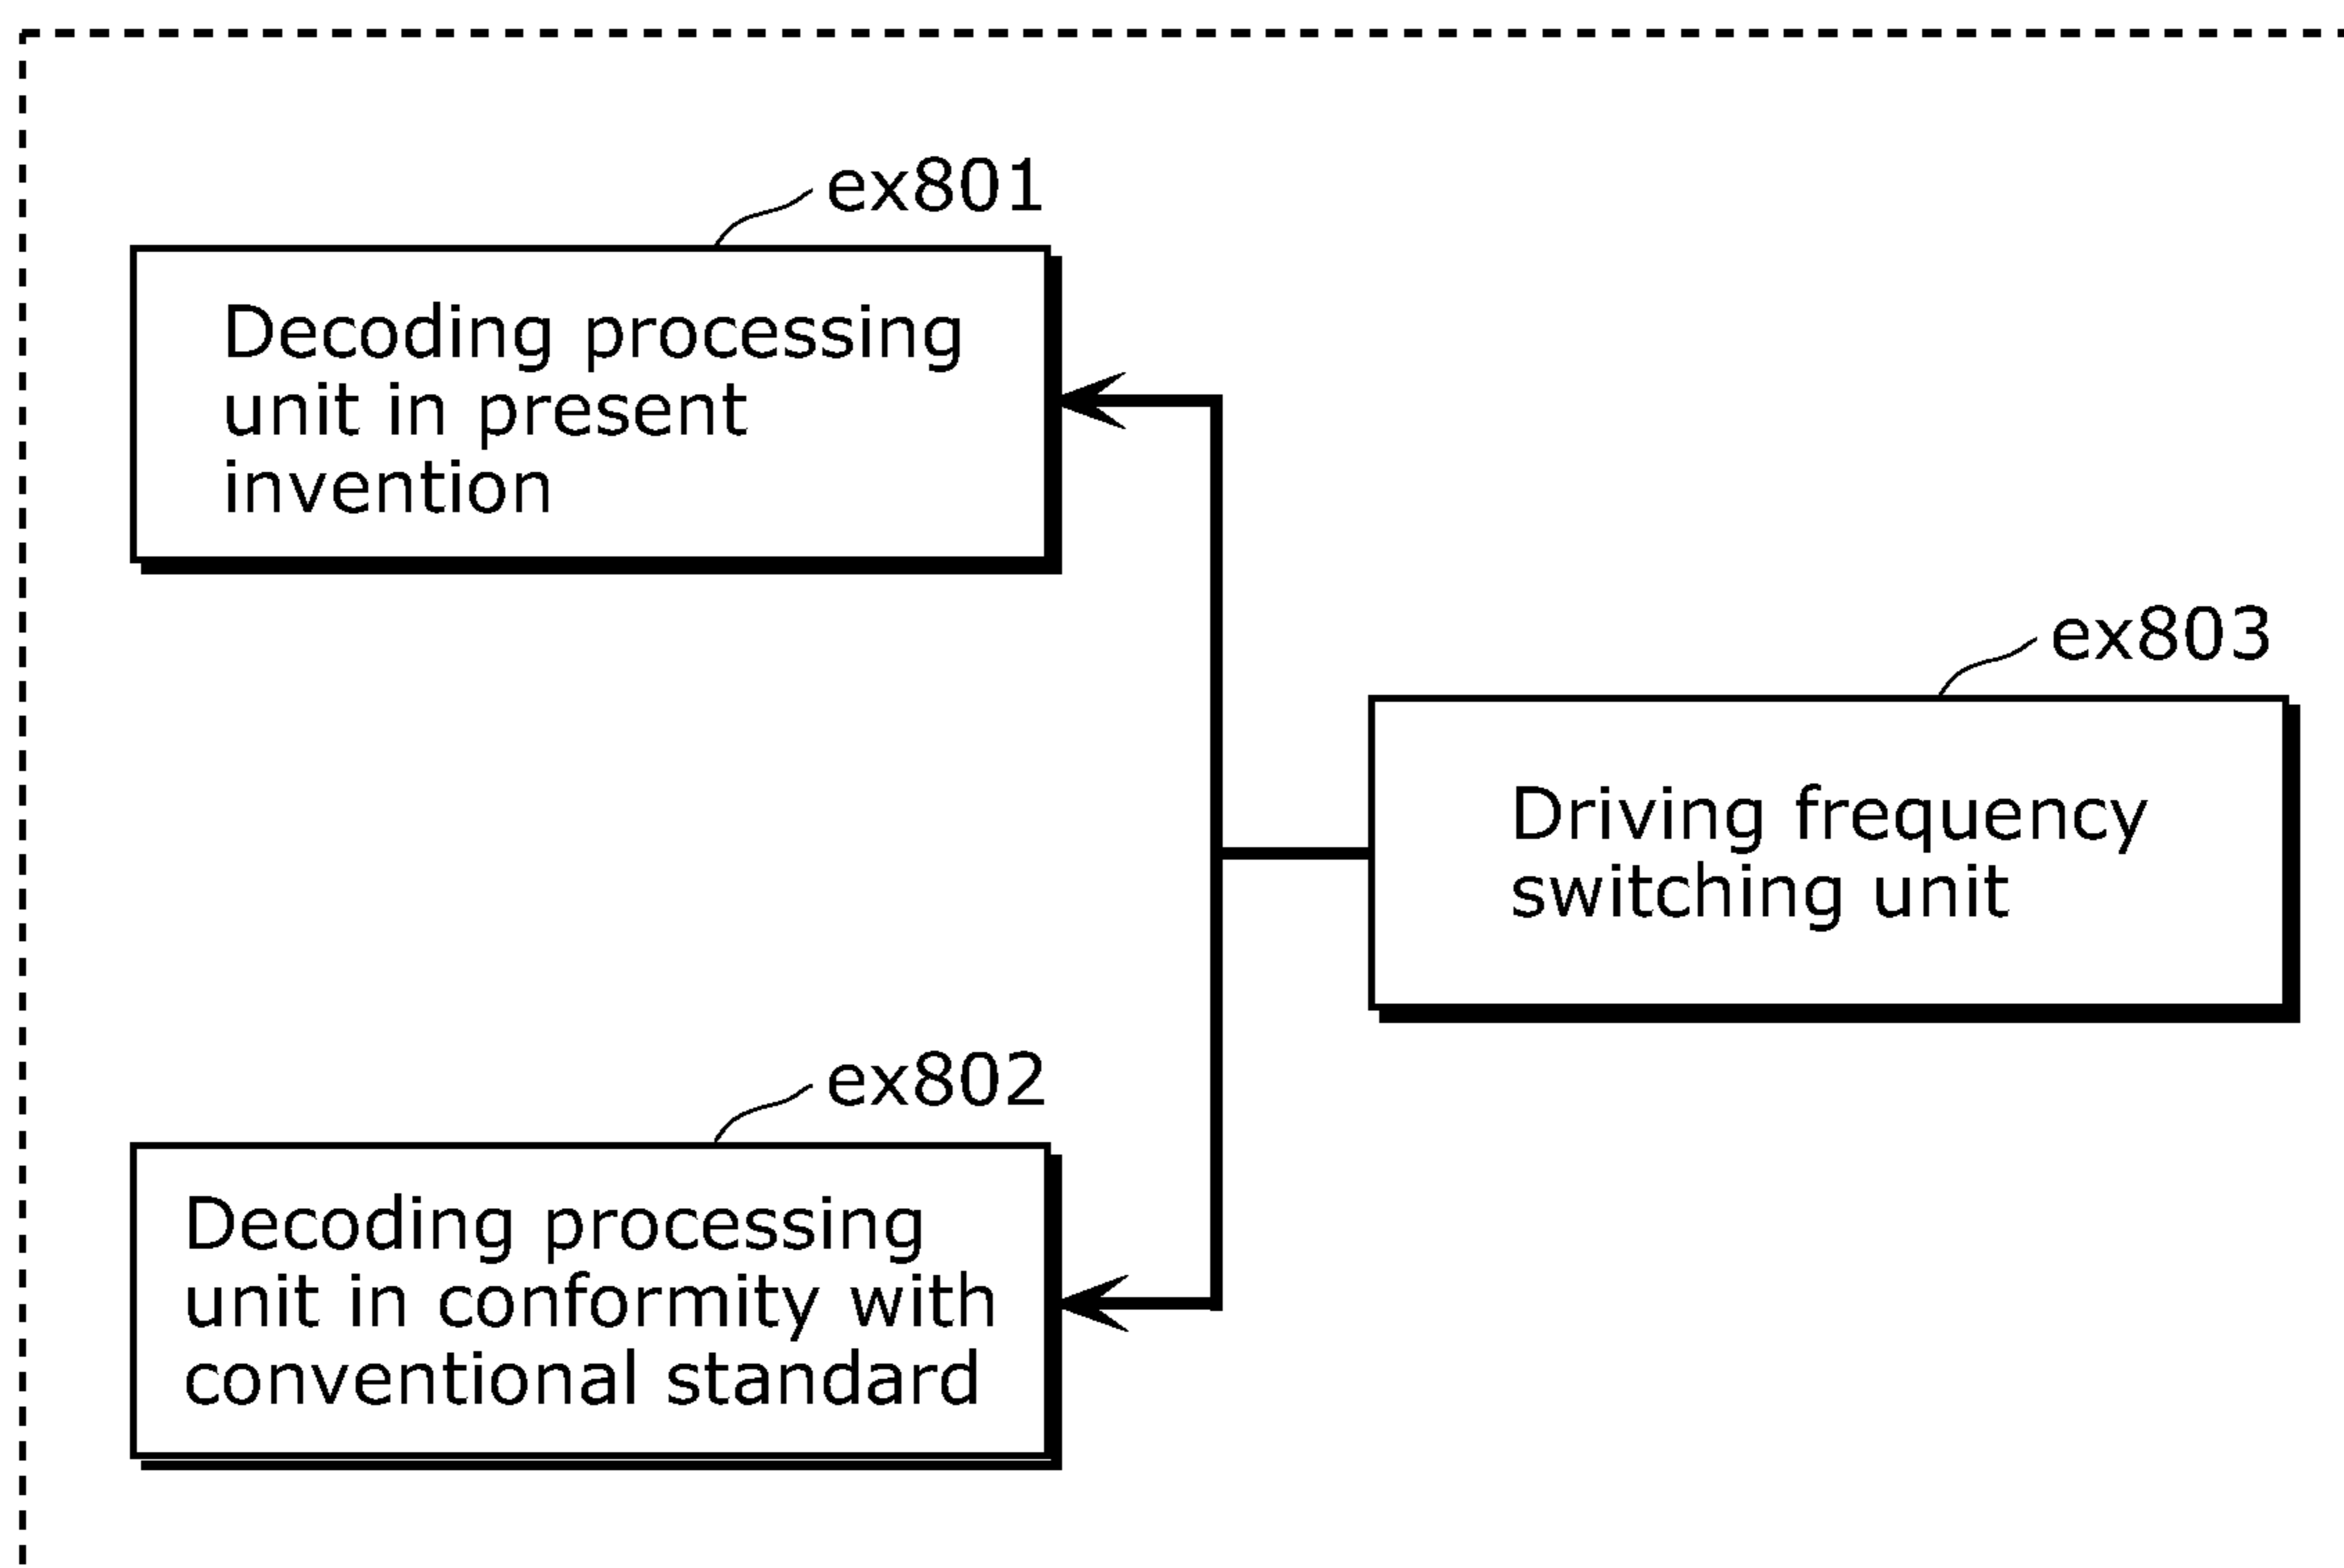 ex801
Decoding processing
unit in present
invention
ex803
Driving frequency
switching unit
ex802
Decoding processing
unit in conformity with
conventional standard